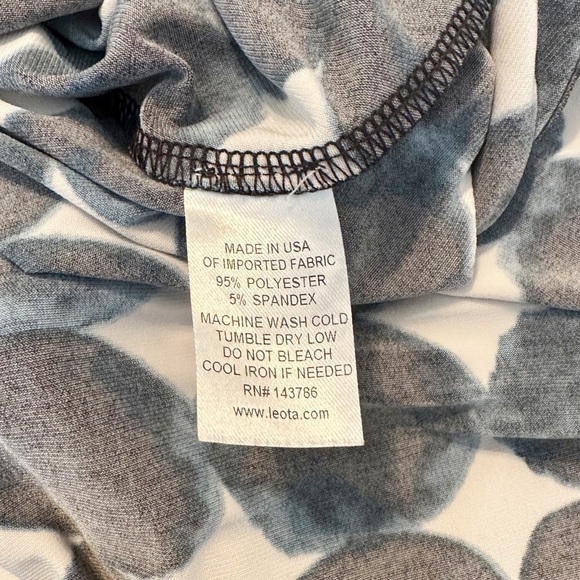 MADE IN USA
OF IMPORTED FABRIC
95% POLYESTER
5% SPANDEX
MACHINE WASH COLD
TUMBLE DRY LOW
DO NOT BLEACH
COOL IRON IF NEEDED
RN# 143786
www.leota.com